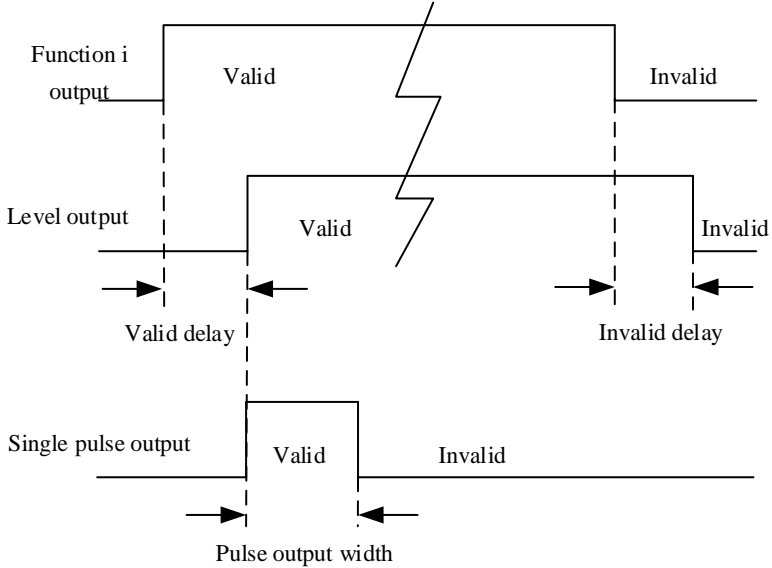 Function i
output
Valid
Invalid
Level output
Valid
Invalid
Valid delay
Invalid delay
Single pulse output
Valid
Invalid
Pulse output width